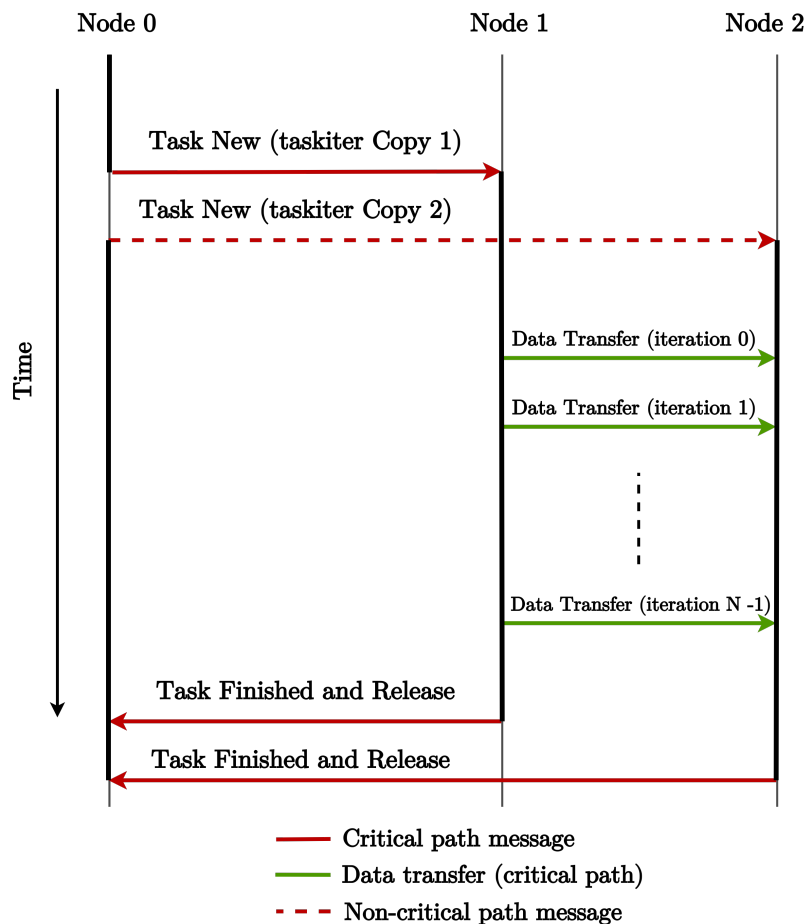 Node 0
Node 1
Node 2
Task New (taskiter Copy 1)
Task New (taskiter Copy 2)
Time
Data Transfer (iteration 0)
Data Transfer (iteration 1)
Data Transfer (iteration N -1)
Task Finished and Release
Task Finished and Release
Critical path message
Data transfer (critical path)
Non-critical path message